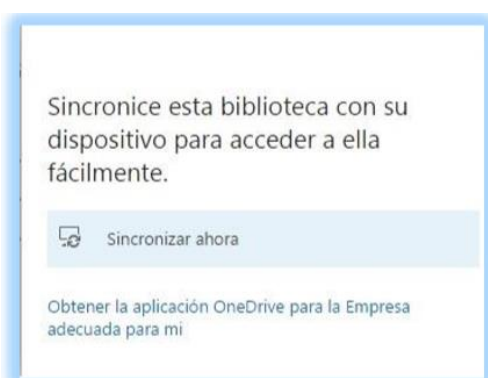 Sincronice esta biblioteca con su
dispositivo para acceder a ella
fácilmente.
Sincronizar ahora
Obtener la aplicación OneDrive para la Empresa
adecuada para mi